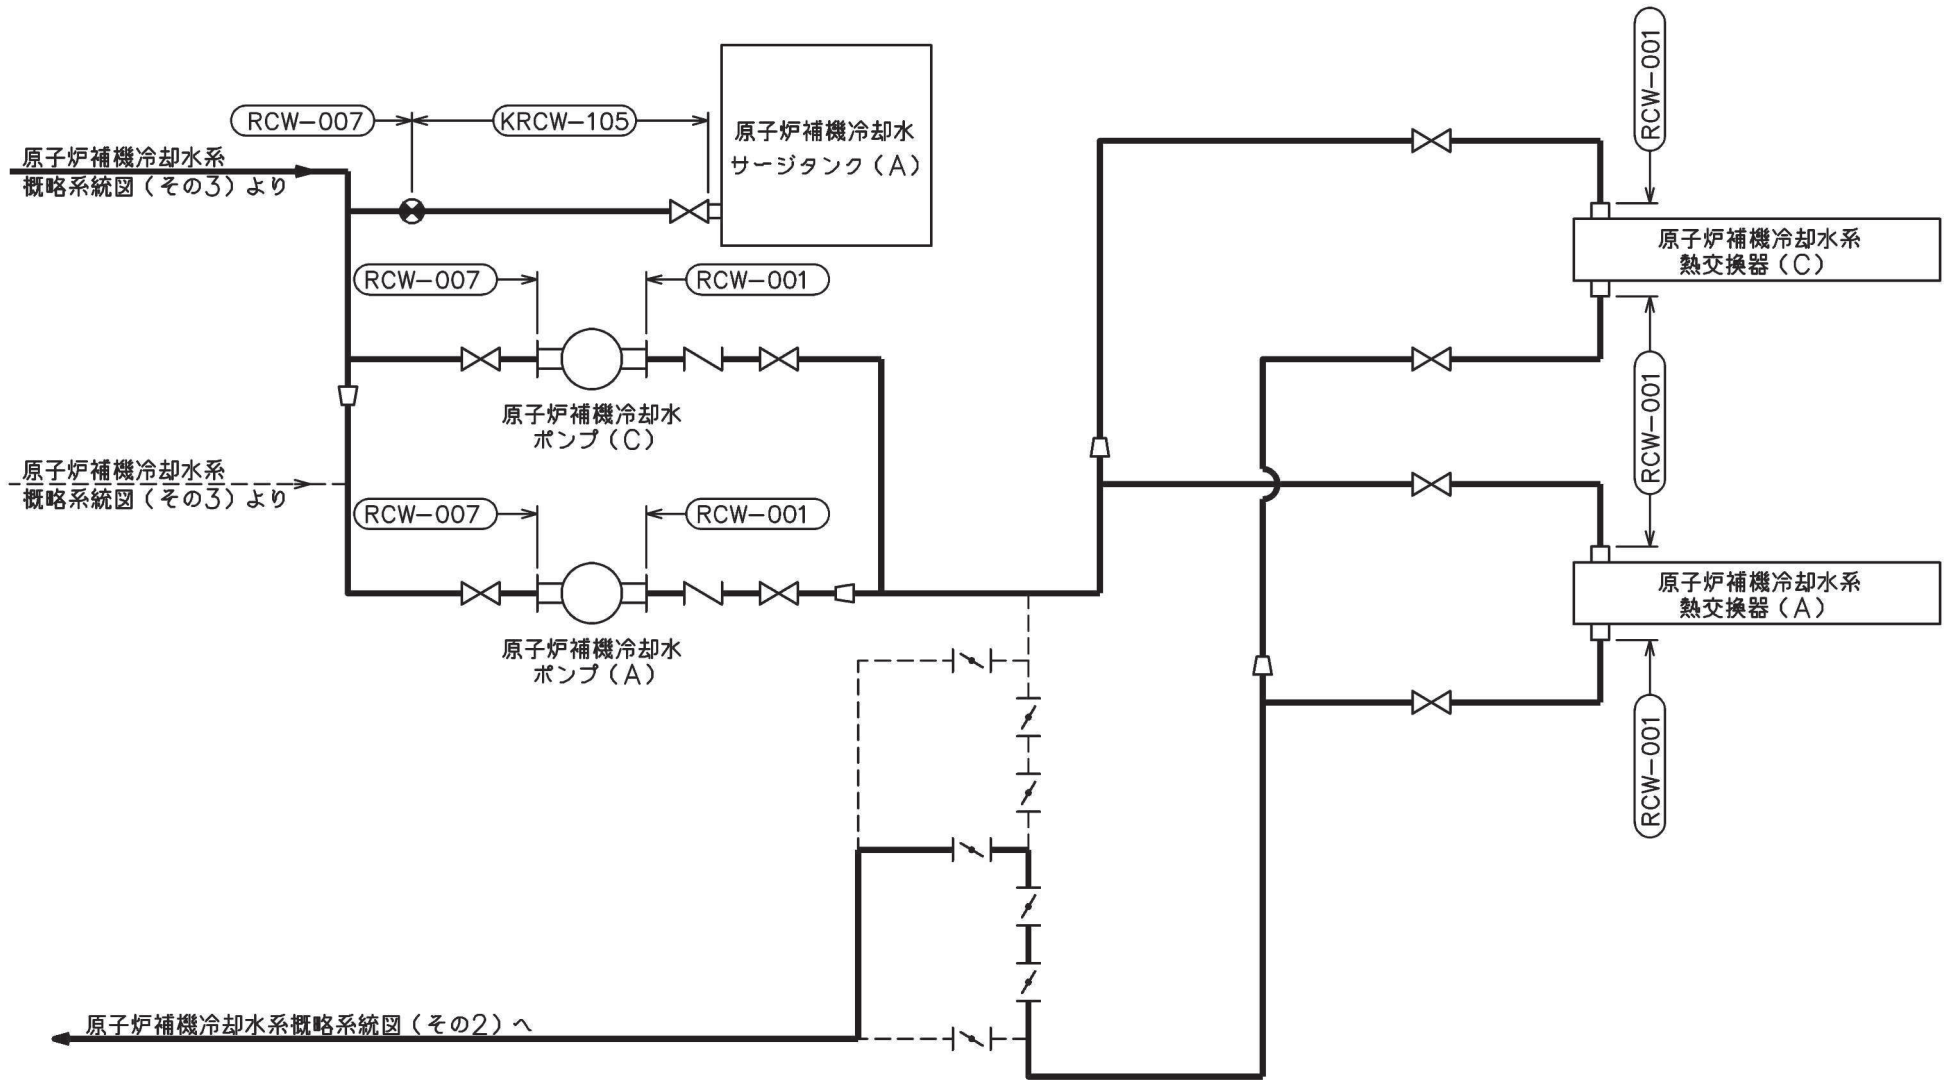 RCW-007
KRCW-105
原子炉補機冷却水
サージタンク(A)
原子炉補機冷却水系
概略系統図(その3)より
RCW-001
原子炉補機冷却水系
熱交換器(C)
RCW-007
RCW-001
原子炉補機冷却水
ポンプ(C)
RCW-001
原子炉補機冷却水系
概略系統図(その3)より
RCW-007
RCW-001
原子炉補機冷却水系
熱交換器(A)
原子炉補機冷却水
ポンプ(A)
RCW-001
原子炉補機冷却水系概略系統図(その2)へ